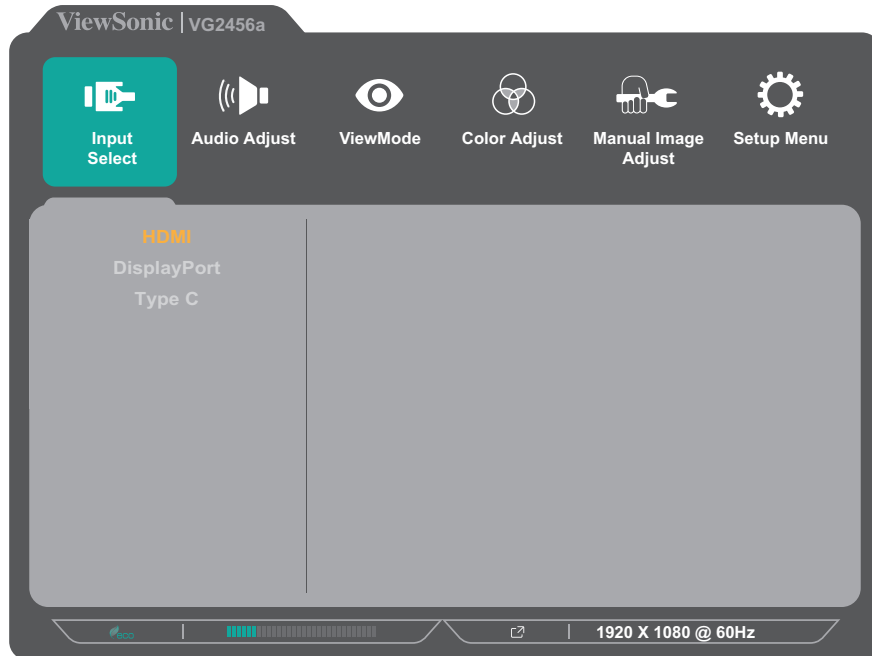 ViewSonic | VG2456a
Input
Select
Audio Adjust
ViewMode
Color Adjust
Manual Image
Adjust
Setup Menu
HDMI
DisplayPort
Type C
eco
1920 X 1080 @ 60Hz